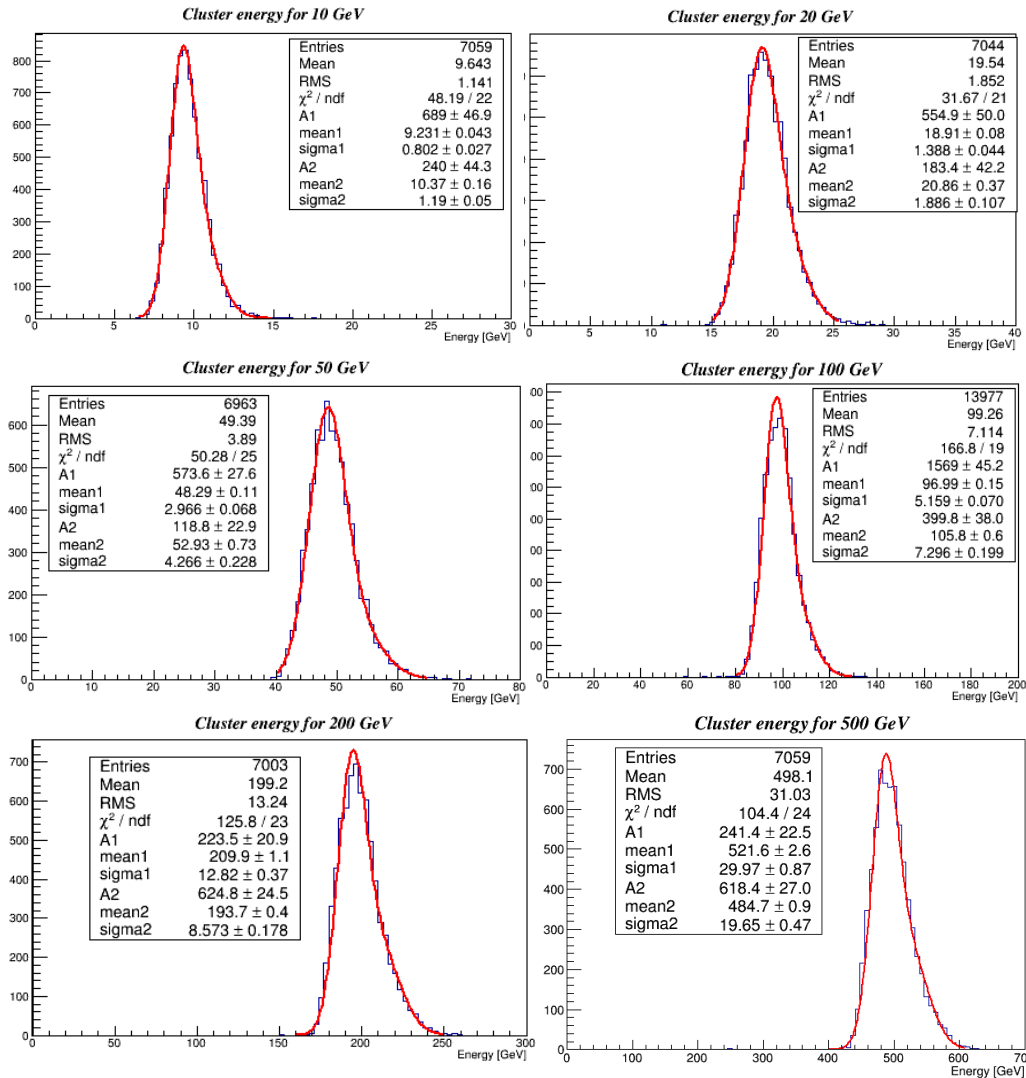 Cluster energy for 10 GeV
Entries 7059
Mean 9.643
RMS 1.141
χ² / ndf 48.19 / 22
A1 689 ± 46.9
mean1 9.231 ± 0.043
sigma1 0.802 ± 0.027
A2 240 ± 44.3
mean2 10.37 ± 0.16
sigma2 1.19 ± 0.05
800
700
600
500
400
300
200
100
0
0 5 10 15 20 25 30
Energy [GeV]
Cluster energy for 20 GeV
Entries 7044
Mean 19.54
RMS 1.852
χ² / ndf 31.67 / 21
A1 554.9 ± 50.0
mean1 18.91 ± 0.08
sigma1 1.388 ± 0.044
A2 183.4 ± 42.2
mean2 20.86 ± 0.37
sigma2 1.886 ± 0.107
0 5 10 15 20 25 30 35 40
Energy [GeV]
Cluster energy for 50 GeV
Entries 6963
Mean 49.39
RMS 3.89
χ² / ndf 50.28 / 25
A1 573.6 ± 27.6
mean1 48.29 ± 0.11
sigma1 2.966 ± 0.068
A2 118.8 ± 22.9
mean2 52.93 ± 0.73
sigma2 4.266 ± 0.228
600
500
400
300
200
100
0
0 10 20 30 40 50 60 70 80
Energy [GeV]
Cluster energy for 100 GeV
Entries 13977
Mean 99.26
RMS 7.114
χ² / ndf 166.8 / 19
A1 1569 ± 45.2
mean1 96.99 ± 0.15
sigma1 5.159 ± 0.070
A2 399.8 ± 38.0
mean2 105.8 ± 0.6
sigma2 7.296 ± 0.199
0
0 20 40 60 80 100 120 140 160 180 200
Energy [GeV]
Cluster energy for 200 GeV
Entries 7003
Mean 199.2
RMS 13.24
χ² / ndf 125.8 / 23
A1 223.5 ± 20.9
mean1 209.9 ± 1.1
sigma1 12.82 ± 0.37
A2 624.8 ± 24.5
mean2 193.7 ± 0.4
sigma2 8.573 ± 0.178
700
600
500
400
300
200
100
0
0 50 100 150 200 250 300
Energy [GeV]
Cluster energy for 500 GeV
Entries 7059
Mean 498.1
RMS 31.03
χ² / ndf 104.4 / 24
A1 241.4 ± 22.5
mean1 521.6 ± 2.6
sigma1 29.97 ± 0.87
A2 618.4 ± 27.0
mean2 484.7 ± 0.9
sigma2 19.65 ± 0.47
700
600
500
400
300
200
100
0
0 100 200 300 400 500 600 700
Energy [GeV]